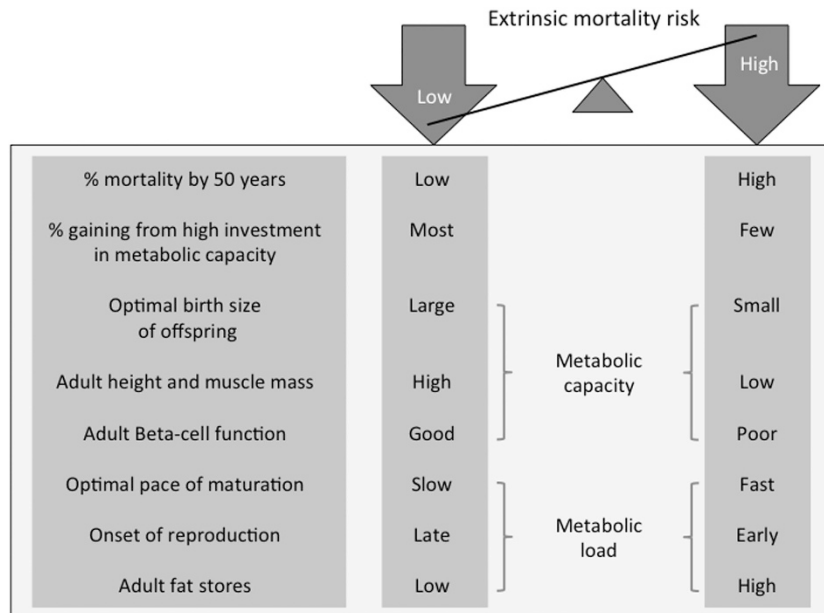 Extrinsic mortality risk
Low
High
% mortality by 50 years Low High
% gaining from high investment Most Few
in metabolic capacity
Optimal birth size Large Small
of offspring
Metabolic
capacity
Adult height and muscle mass High Low
Adult Beta-cell function Good Poor
Optimal pace of maturation Slow Fast
Metabolic
load
Onset of reproduction Late Early
Adult fat stores Low High